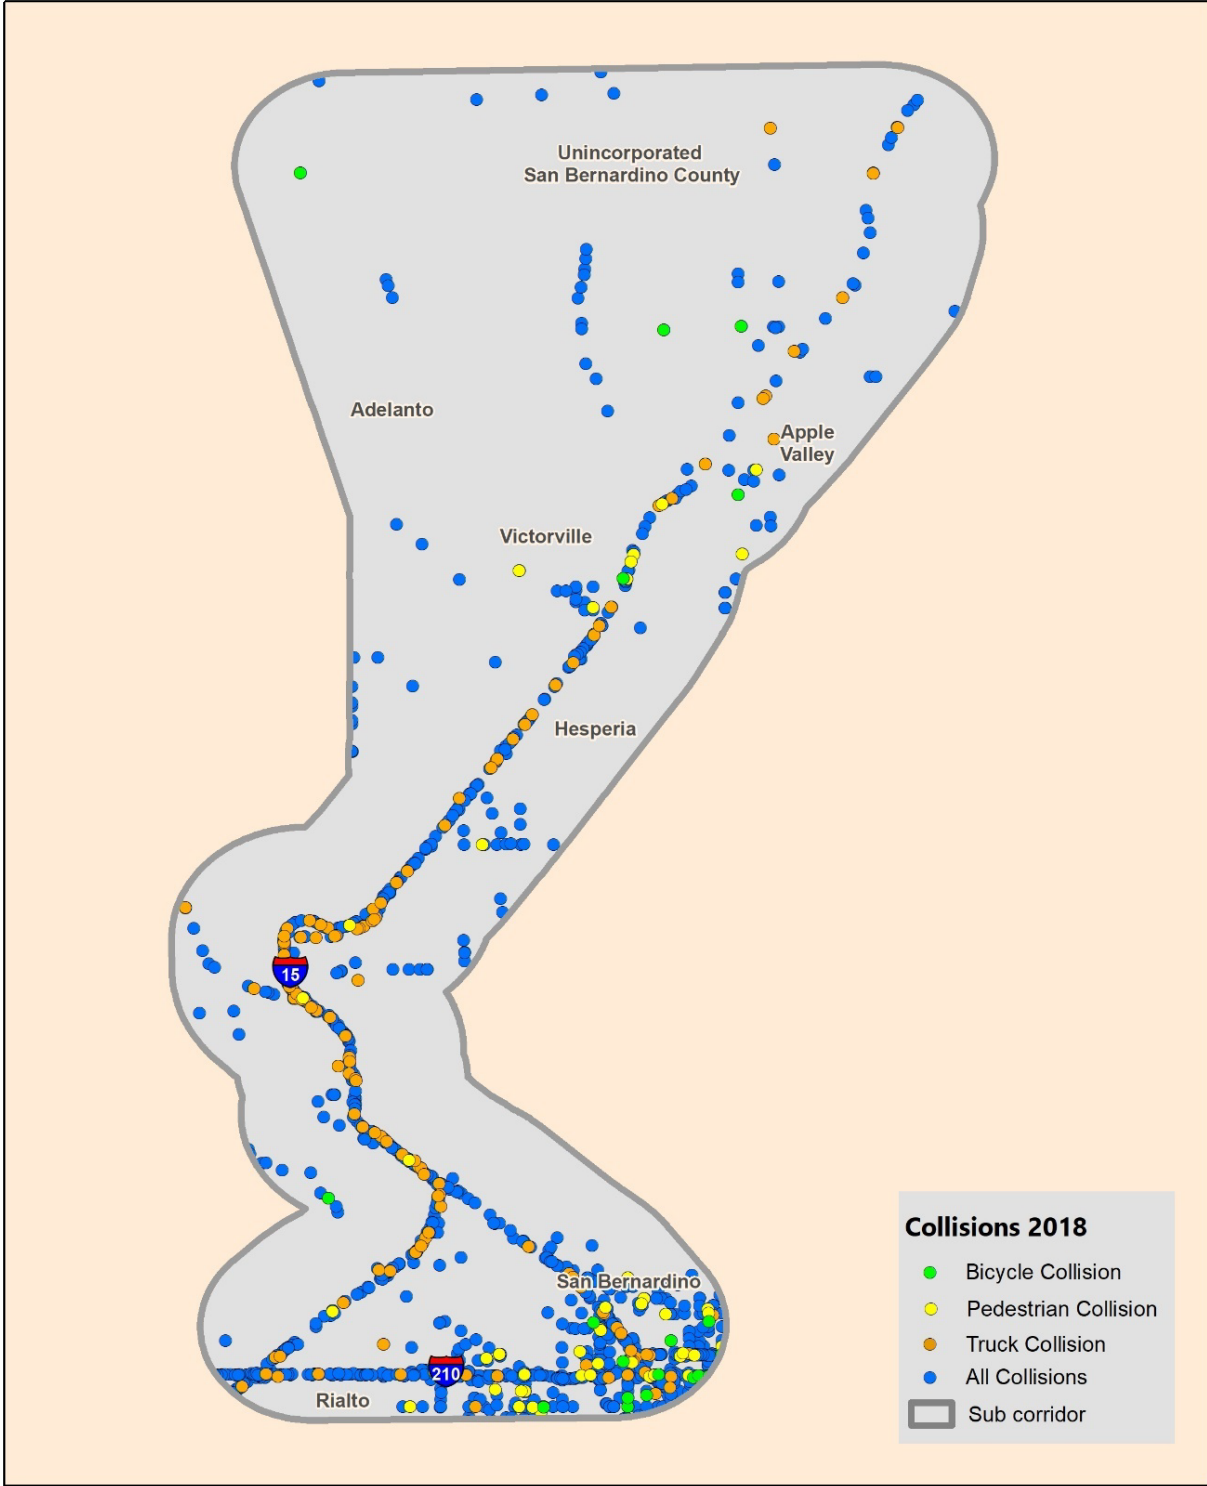 Unincorporated
San Bernardino County
Adelanto
Apple
Valley
Victorville
Hesperia
15
San Bernardino
210
Rialto
Collisions 2018
Bicycle Collision
Pedestrian Collision
Truck Collision
All Collisions
Sub corridor